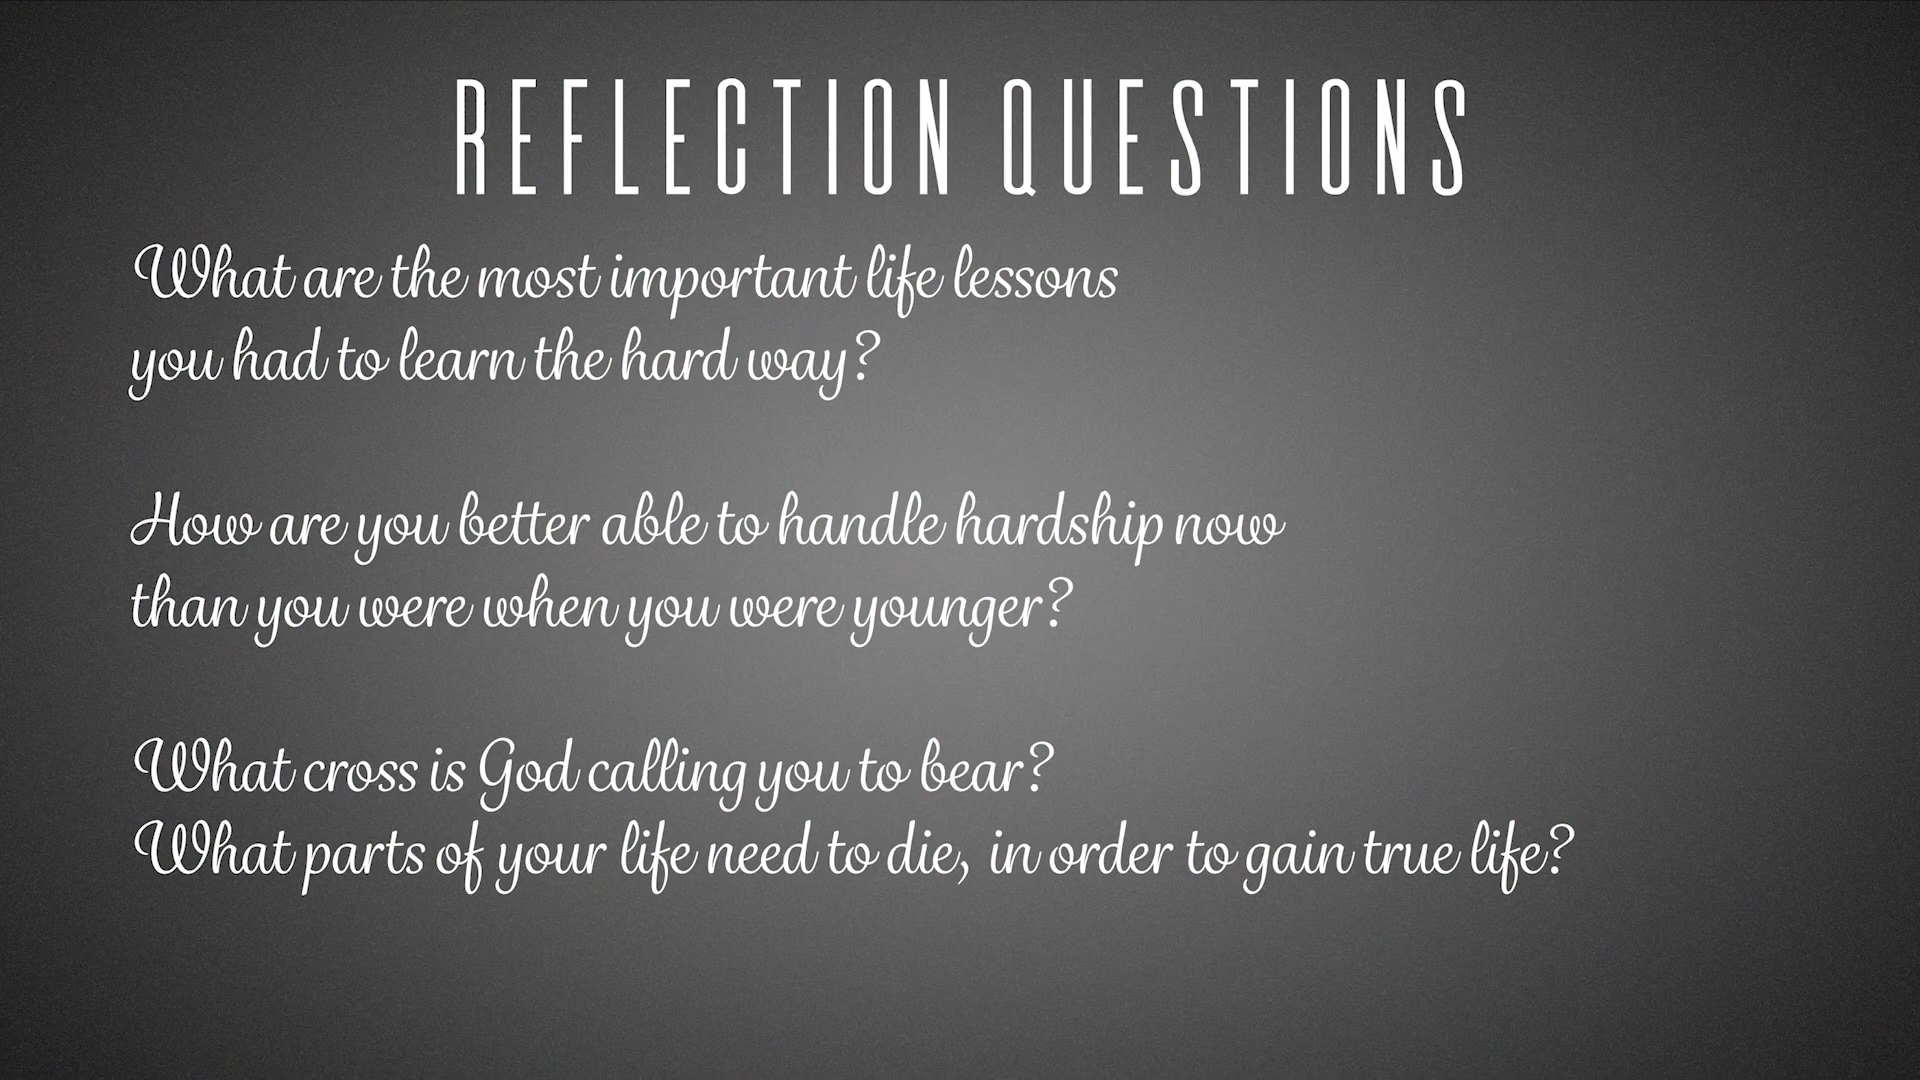 REFLECTION QUESTIONS
What are the most important life lessons
you had to learn the hard way?
How are you better able to handle hardship now
than you were when you were younger?
What cross is God calling you to bear?
What parts of your life need to die, in order to gain true life?